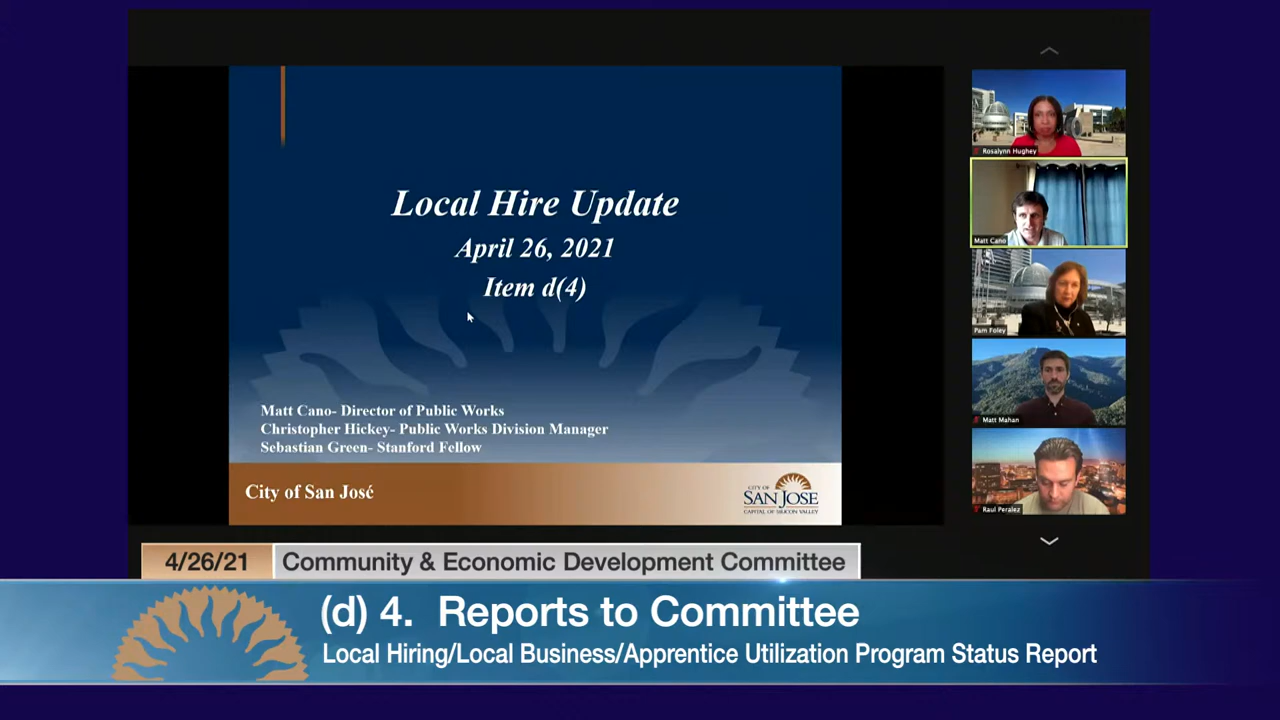 Local Hire Update
April 26, 2021
Item d(4)
Matt Cano- Director of Public Works
Christopher Hickey- Public Works Division Manager
Sebastian Green- Stanford Fellow
City of San José
CITY OF
SAN JOSE
CAPITAL OF SILICON VALLEY
Rosalynn Hughey
Matt Cano
Pam Foley
Matt Mahan
Raul Peralez
4/26/21
Community & Economic Development Committee
(d) 4. Reports to Committee
Local Hiring/Local Business/Apprentice Utilization Program Status Report